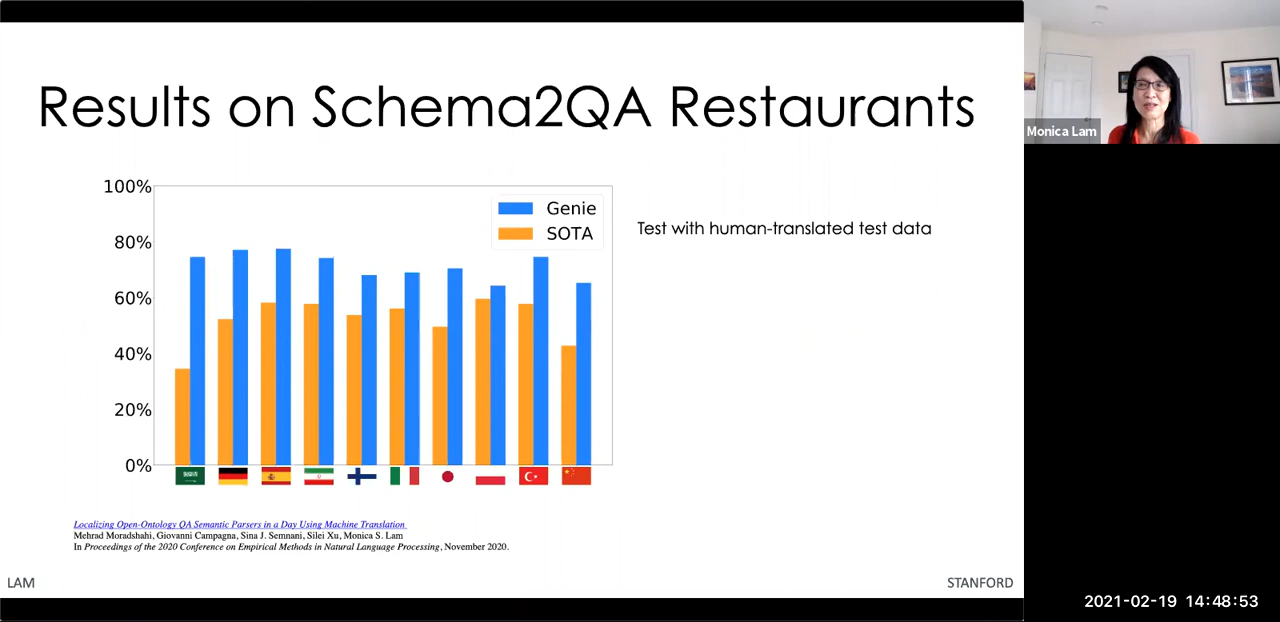 Results on Schema2QA Restaurants
100%
80%
60%
40%
20%
0%
Genie
SOTA
Test with human-translated test data
Localizing Open-Ontology QA Semantic Parsers in a Day Using Machine Translation
Mehrad Moradshahi, Giovanni Campagna, Sina J. Semnani, Silei Xu, Monica S. Lam
In Proceedings of the 2020 Conference on Empirical Methods in Natural Language Processing, November 2020.
LAM
STANFORD
Monica Lam
2021-02-19 14:48:53